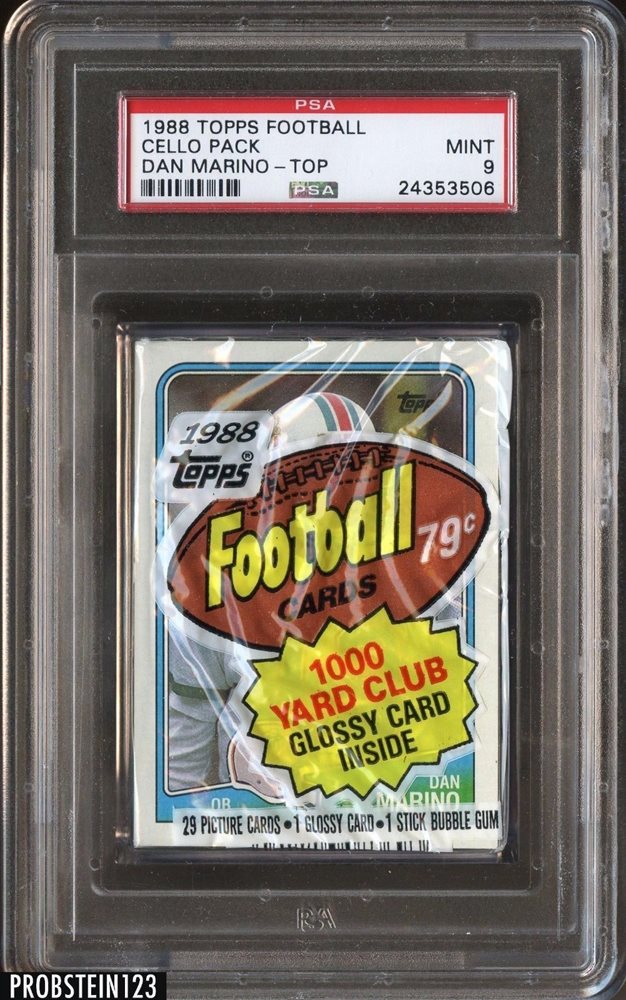 PSA
1988 TOPPS FOOTBALL
CELLO PACK MINT
DAN MARINO - TOP 9
PSA 24353506
Topps
1988
Topps®
Football
79¢
CARDS
1000
YARD CLUB
GLOSSY CARD
INSIDE
DAN
QB MARINO
29 PICTURE CARDS • 1 GLOSSY CARD • 1 STICK BUBBLE GUM
PSA
PROBSTEIN123